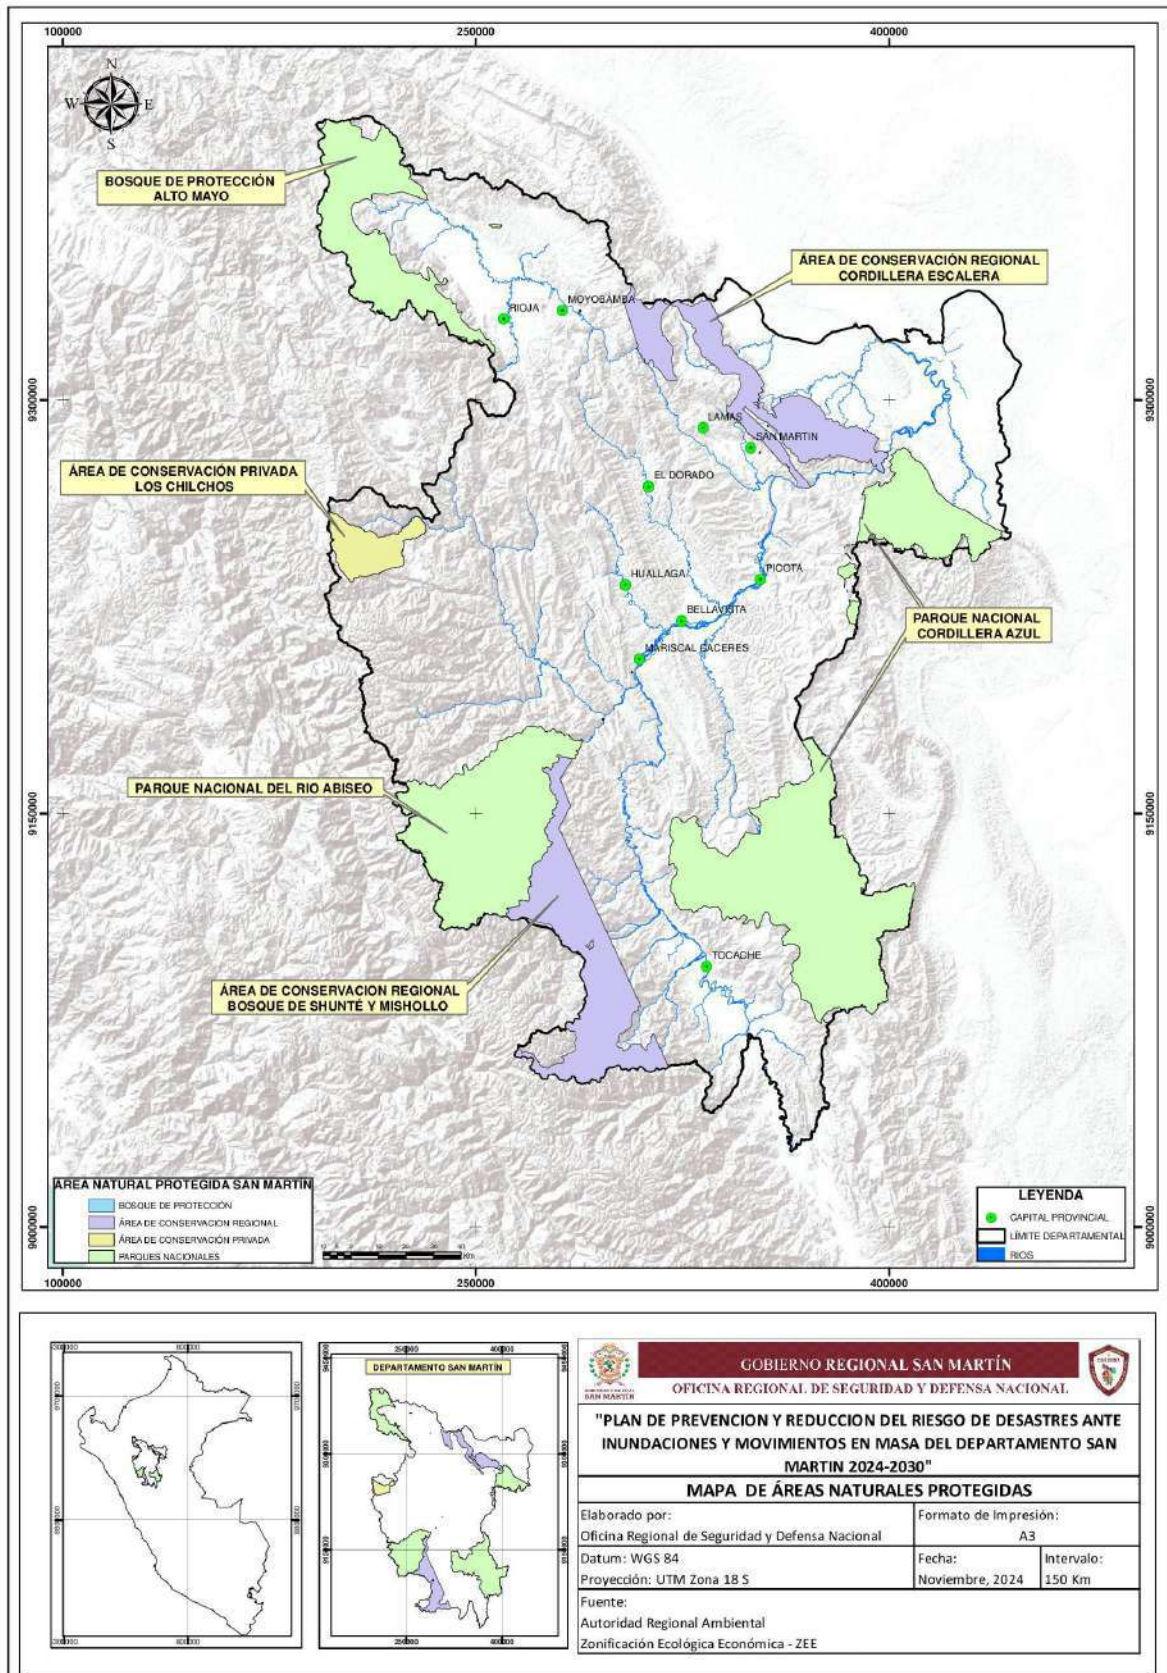 100000 250000 400000
N
W E
S
BOSQUE DE PROTECCIÓN
ALTO MAYO
ÁREA DE CONSERVACIÓN REGIONAL
CORDILLERA ESCALERA
MOYOBAMBA
RIOJA
9300000 9300000
LAMAS
SAN MARTIN
ÁREA DE CONSERVACIÓN PRIVADA
LOS CHILCHOS
EL DORADO
HUALLAGA
PICOTA
BELLAVISTA
PARQUE NACIONAL
CORDILLERA AZUL
MARISCAL CACERES
PARQUE NACIONAL DEL RIO ABISEO
9150000 9150000
TOCACHE
ÁREA DE CONSERVACION REGIONAL
BOSQUE DE SHUNTÉ Y MISHOLLO
ÁREA NATURAL PROTEGIDA SAN MARTÍN
BOSQUE DE PROTECCIÓN
ÁREA DE CONSERVACION REGIONAL
ÁREA DE CONSERVACIÓN PRIVADA
PARQUES NACIONALES
Km
LEYENDA
CAPITAL PROVINCIAL
LÍMITE DEPARTAMENTAL
RIOS
9000000 9000000
100000 250000 400000
DEPARTAMENTO SAN MARTÍN
250000 400000
GOBIERNO REGIONAL SAN MARTÍN
OFICINA REGIONAL DE SEGURIDAD Y DEFENSA NACIONAL
SAN MARTÍN
"PLAN DE PREVENCION Y REDUCCION DEL RIESGO DE DESASTRES ANTE
INUNDACIONES Y MOVIMIENTOS EN MASA DEL DEPARTAMENTO SAN
MARTIN 2024-2030"
MAPA DE ÁREAS NATURALES PROTEGIDAS
Elaborado por:
Oficina Regional de Seguridad y Defensa Nacional
Formato de Impresión:
A3
Datum: WGS 84
Proyección: UTM Zona 18 S
Fecha:
Noviembre, 2024
Intervalo:
150 Km
Fuente:
Autoridad Regional Ambiental
Zonificación Ecológica Económica - ZEE